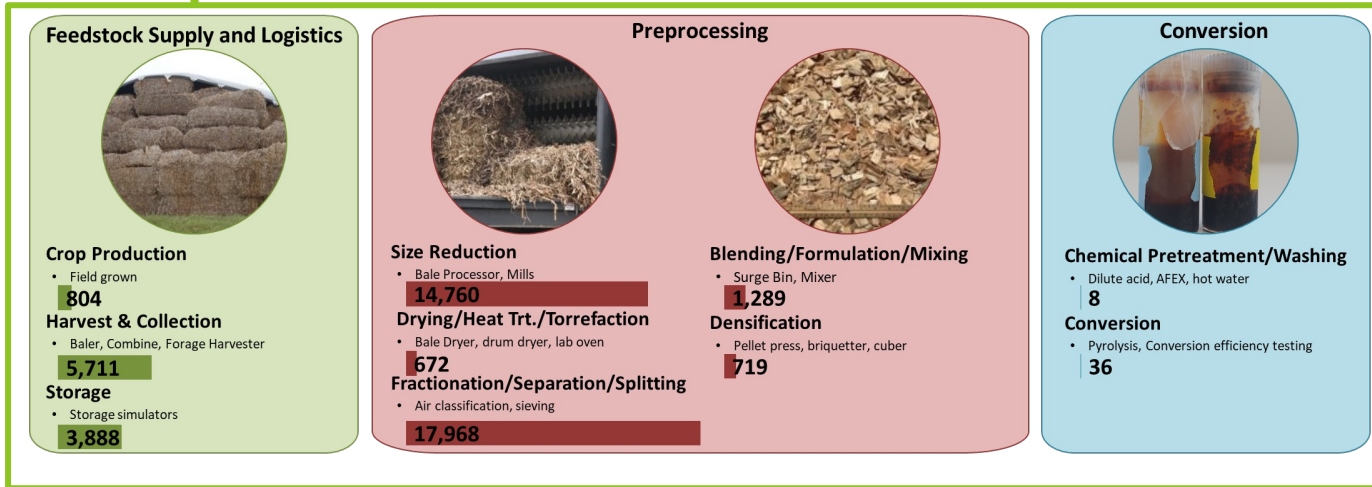 Feedstock Supply and Logistics
Crop Production
• Field grown
804
Harvest & Collection
• Baler, Combine, Forage Harvester
5,711
Storage
• Storage simulators
3,888
Preprocessing
Size Reduction
• Bale Processor, Mills
14,760
Drying/Heat Trt./Torrefaction
• Bale Dryer, drum dryer, lab oven
672
Fractionation/Separation/Splitting
• Air classification, sieving
17,968
Blending/Formulation/Mixing
• Surge Bin, Mixer
1,289
Densification
• Pellet press, briquetter, cuber
719
Conversion
Chemical Pretreatment/Washing
• Dilute acid, AFEX, hot water
8
Conversion
• Pyrolysis, Conversion efficiency testing
36